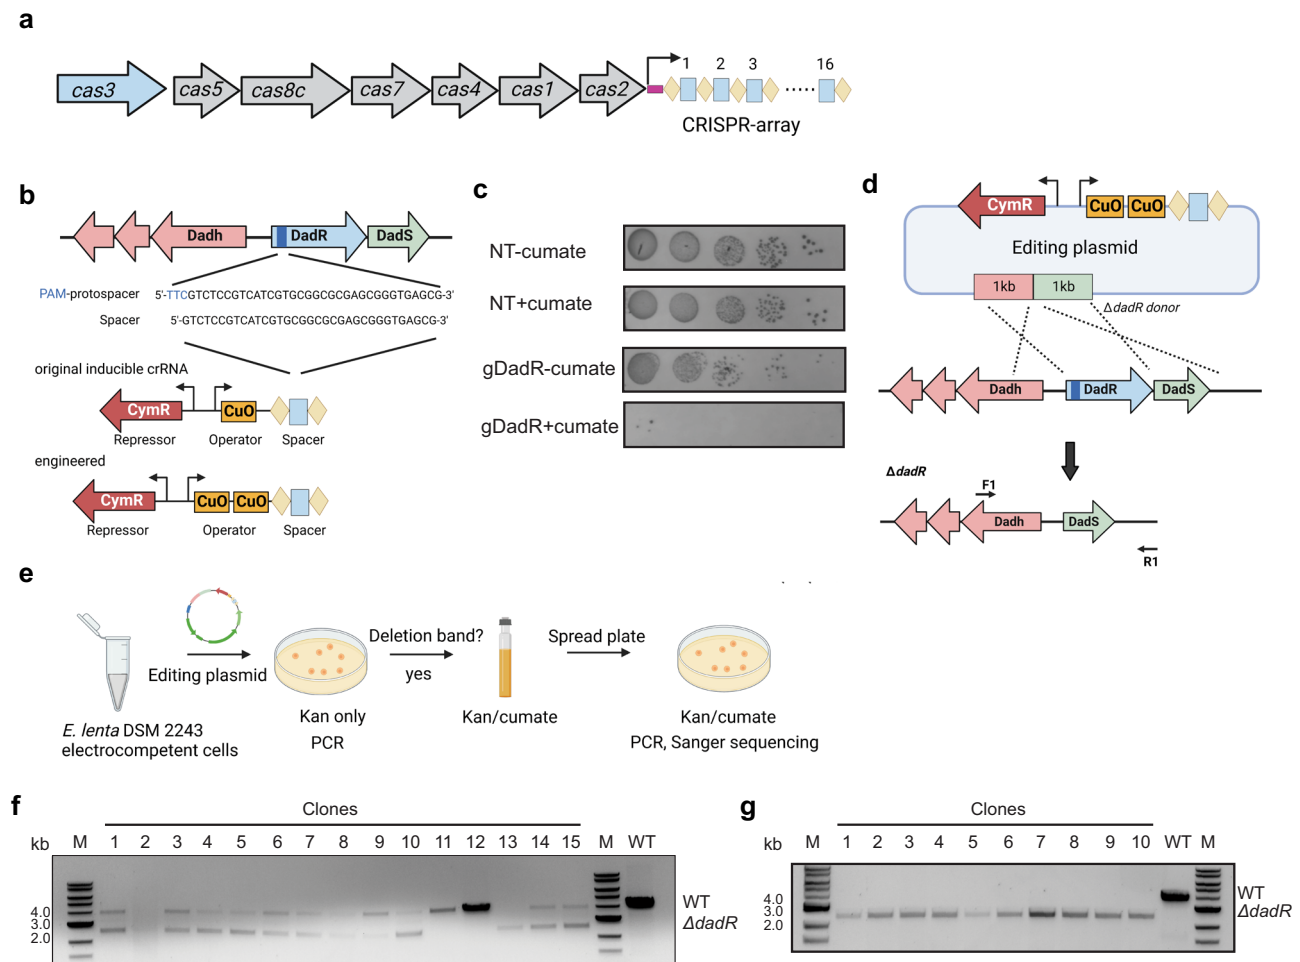 a
cas3 cas5 cas8c cas7 cas4 cas1 cas2
1 2 3 16
CRISPR-array
b
Dadh DadR DadS
PAM-protospacer 5'-TTCGTCTCCGTCATCGTGCGGCGCGAGCGGGTGAGCG-3'
Spacer 5'-GTCTCCGTCATCGTGCGGCGCGAGCGGGTGAGCG-3'
original inducible crRNA
CymR CuO
Repressor Operator Spacer
engineered
CymR CuO CuO
Repressor Operator Spacer
c
NT-cumate
NT+cumate
gDadR-cumate
gDadR+cumate
d
CymR CuO CuO
Editing plasmid
1kb 1kb
ΔdadR donor
Dadh DadR DadS
ΔdadR
F1
Dadh DadS
R1
e
Editing plasmid
Deletion band?
yes
Spread plate
E. lenta DSM 2243
electrocompetent cells
Kan only
PCR
Kan/cumate
Kan/cumate
PCR, Sanger sequencing
f
Clones
kb M 1 2 3 4 5 6 7 8 9 10 11 12 13 14 15 M WT
4.0
3.0
2.0
WT
ΔdadR
g
Clones
kb M 1 2 3 4 5 6 7 8 9 10 WT M
4.0
3.0
2.0
WT
ΔdadR